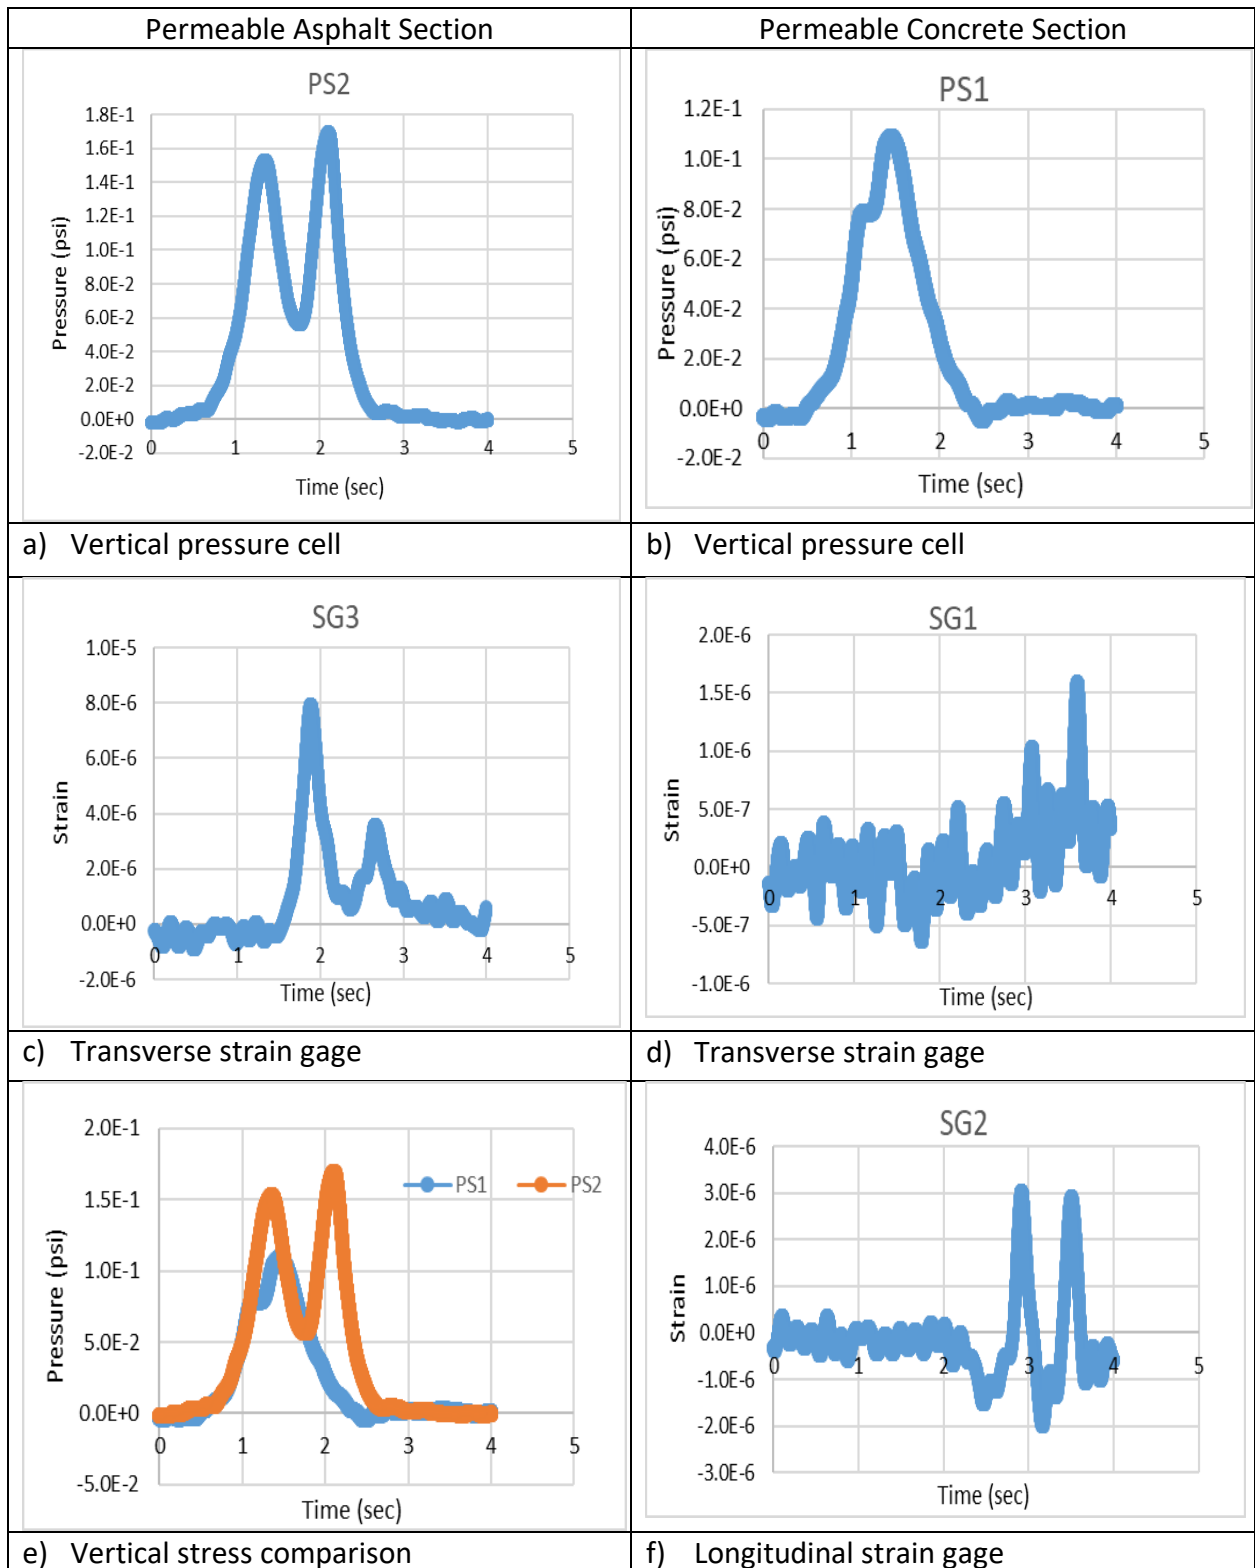 Permeable Asphalt Section
Permeable Concrete Section
PS2
1.8E-1
1.6E-1
1.4E-1
1.2E-1
1.0E-1
8.0E-2
6.0E-2
4.0E-2
2.0E-2
0.0E+0
-2.0E-2
0 1 2 3 4 5
Pressure (psi)
Time (sec)
PS1
1.2E-1
1.0E-1
8.0E-2
6.0E-2
4.0E-2
2.0E-2
0.0E+0
-2.0E-2
0 1 2 3 4 5
Pressure (psi)
Time (sec)
a) Vertical pressure cell
b) Vertical pressure cell
SG3
1.0E-5
8.0E-6
6.0E-6
4.0E-6
2.0E-6
0.0E+0
-2.0E-6
0 1 2 3 4 5
Strain
Time (sec)
SG1
2.0E-6
1.5E-6
1.0E-6
5.0E-7
0.0E+0
-5.0E-7
-1.0E-6
0 1 2 3 4 5
Strain
Time (sec)
c) Transverse strain gage
d) Transverse strain gage
2.0E-1
1.5E-1
1.0E-1
5.0E-2
0.0E+0
-5.0E-2
0 1 2 3 4 5
PS1 PS2
Pressure (psi)
Time (sec)
SG2
4.0E-6
3.0E-6
2.0E-6
1.0E-6
0.0E+0
-1.0E-6
-2.0E-6
-3.0E-6
0 1 2 3 4 5
Strain
Time (sec)
e) Vertical stress comparison
f) Longitudinal strain gage